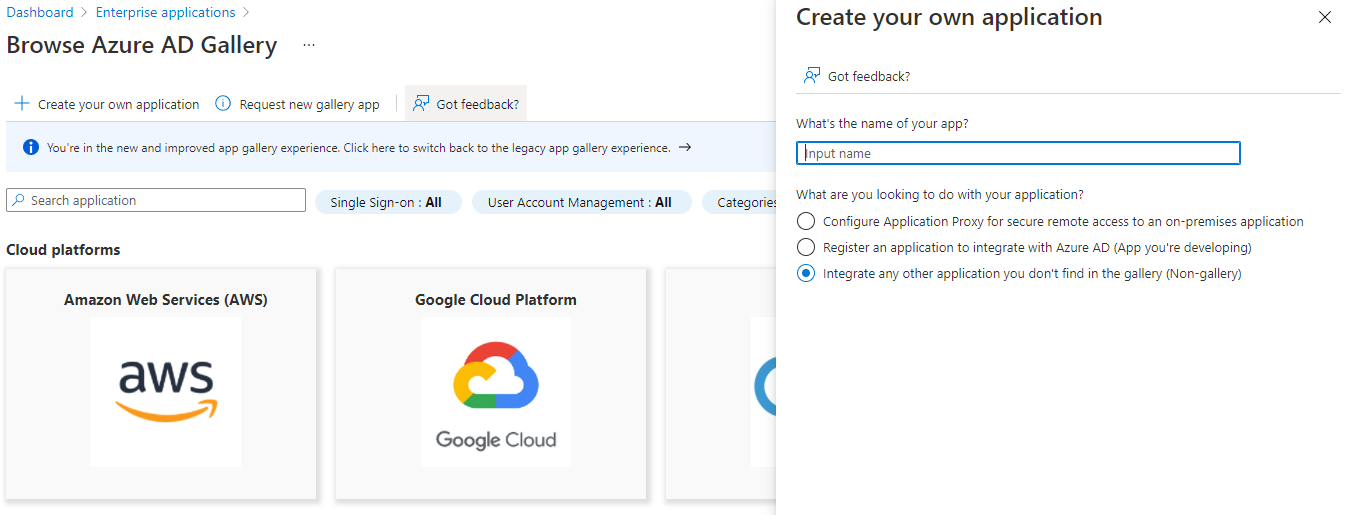 Dashboard > Enterprise applications >
Browse Azure AD Gallery ...
Create your own application Request new gallery app Got feedback?
You're in the new and improved app gallery experience. Click here to switch back to the legacy app gallery experience. →
Search application Single Sign-on : All User Account Management : All Categories
Cloud platforms
Amazon Web Services (AWS)
aws
Google Cloud Platform
Google Cloud
Create your own application
Got feedback?
What's the name of your app?
Input name
What are you looking to do with your application?
Configure Application Proxy for secure remote access to an on-premises application
Register an application to integrate with Azure AD (App you're developing)
Integrate any other application you don't find in the gallery (Non-gallery)